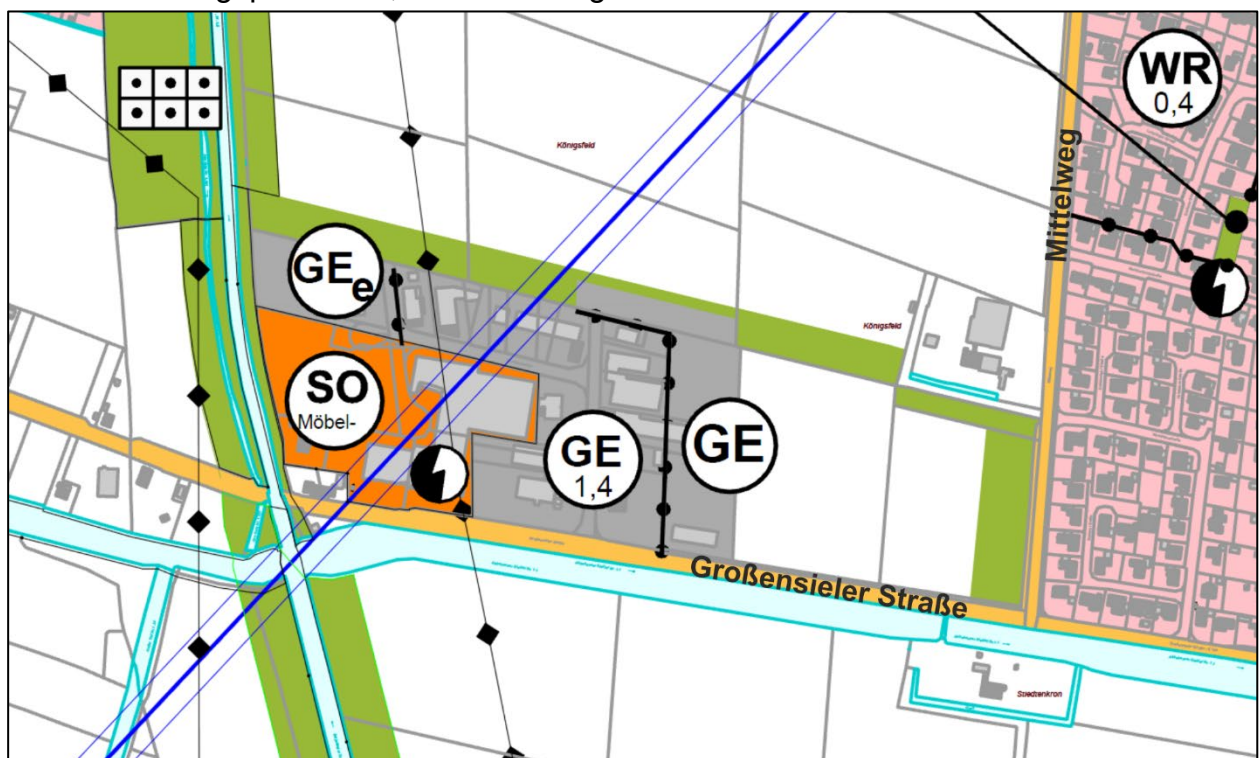 WR
0,4
Königsfeld
Mittelweg
GEe
Königsfeld
SO
Möbel-
GE
1,4
GE
Großensieler Straße